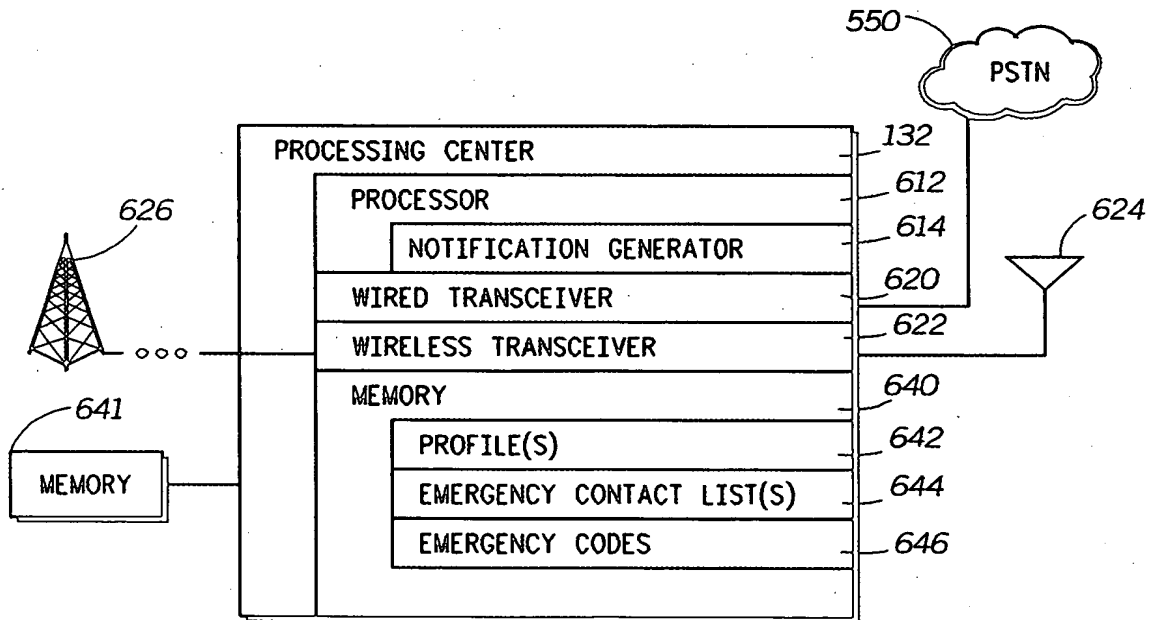 550
PSTN
PROCESSING CENTER
132
PROCESSOR
612
626
NOTIFICATION GENERATOR
614
624
WIRED TRANSCEIVER
620
WIRELESS TRANSCEIVER
622
MEMORY
640
641
PROFILE(S)
642
MEMORY
EMERGENCY CONTACT LIST(S)
644
EMERGENCY CODES
646